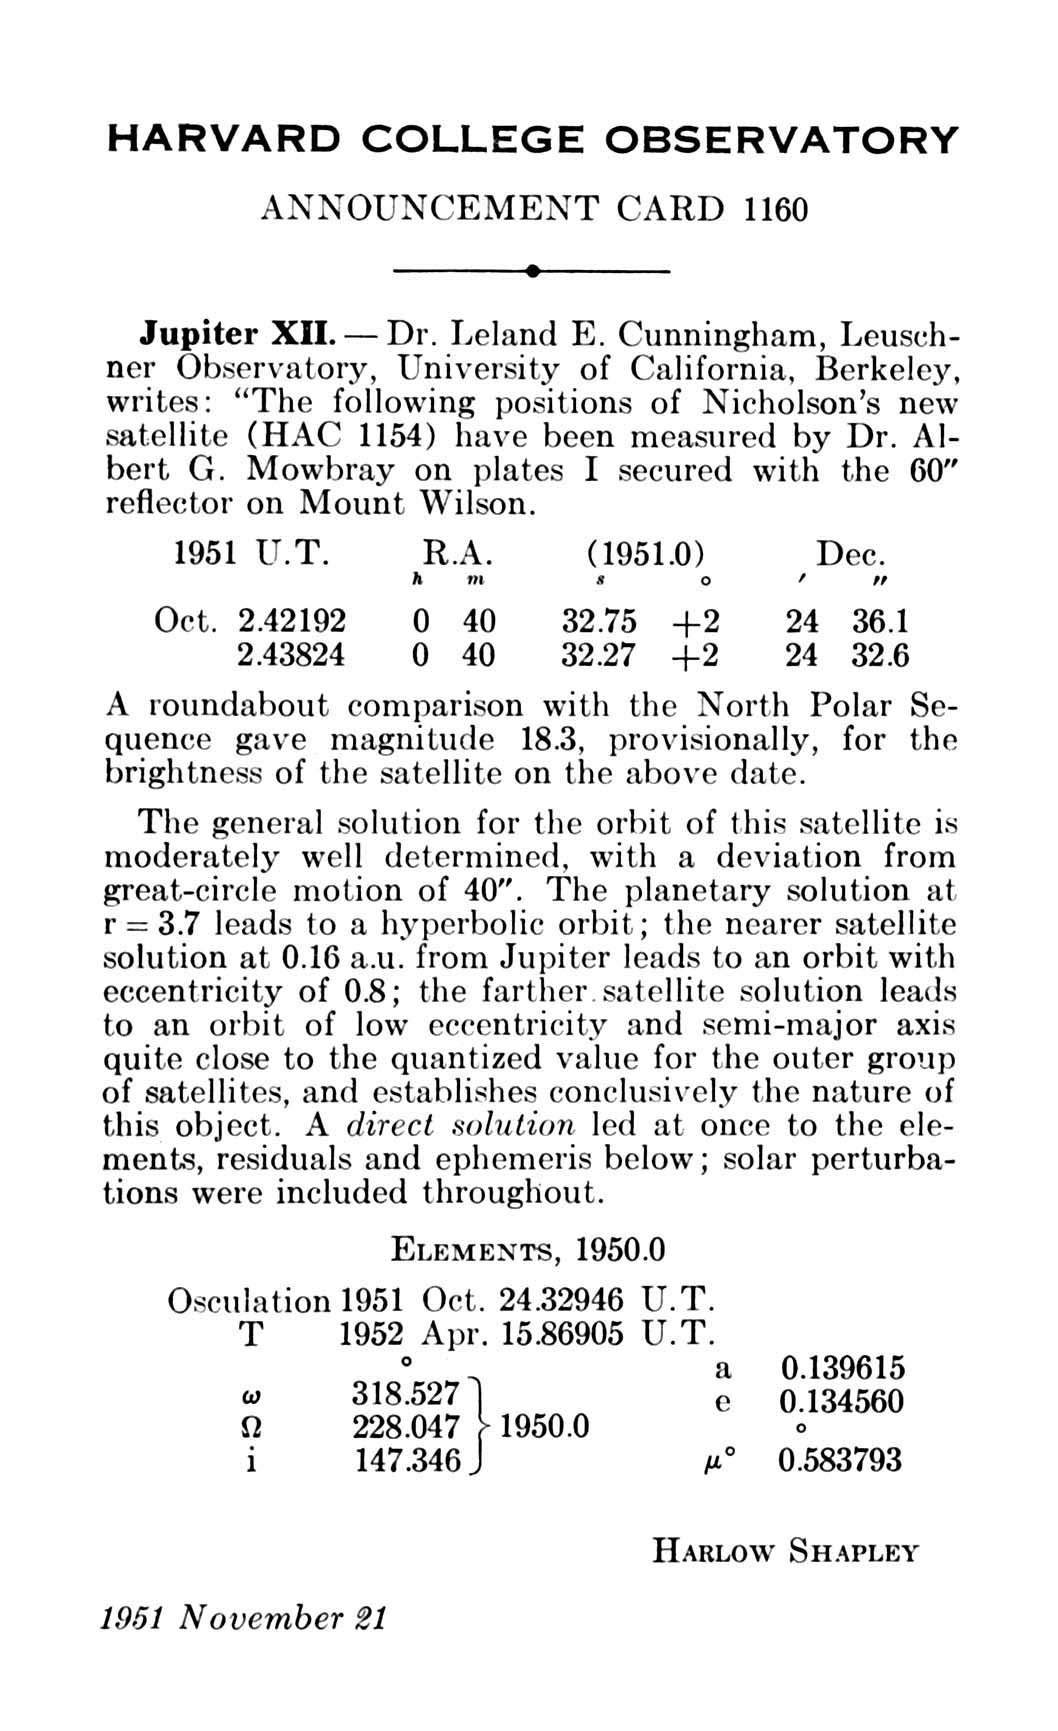 HARVARD COLLEGE OBSERVATORY
ANNOUNCEMENT CARD 1160
Jupiter XII. — Dr. Leland E. Cunningham, Leusch-
ner Observatory, University of California, Berkeley,
writes: “The following positions of Nicholson’s new
satellite (HAC 1154) have been measured by Dr. Al-
bert G. Mowbray on plates I secured with the 60″
reflector on Mount Wilson.
1951 U.T. R.A. (1951.0) Dec.
h m s ° ′ ″
Oct. 2.42192 0 40 32.75 +2 24 36.1
2.43824 0 40 32.27 +2 24 32.6
A roundabout comparison with the North Polar Se-
quence gave magnitude 18.3, provisionally, for the
brightness of the satellite on the above date.
The general solution for the orbit of this satellite is
moderately well determined, with a deviation from
great-circle motion of 40″. The planetary solution at
r = 3.7 leads to a hyperbolic orbit; the nearer satellite
solution at 0.16 a.u. from Jupiter leads to an orbit with
eccentricity of 0.8; the farther satellite solution leads
to an orbit of low eccentricity and semi-major axis
quite close to the quantized value for the outer group
of satellites, and establishes conclusively the nature of
this object. A direct solution led at once to the ele-
ments, residuals and ephemeris below; solar perturba-
tions were included throughout.
ELEMENTS, 1950.0
Osculation 1951 Oct. 24.32946 U.T.
T 1952 Apr. 15.86905 U.T.
° a 0.139615
ω 318.527 e 0.134560
Ω 228.047 } 1950.0 °
i 147.346 μ° 0.583793
HARLOW SHAPLEY
1951 November 21